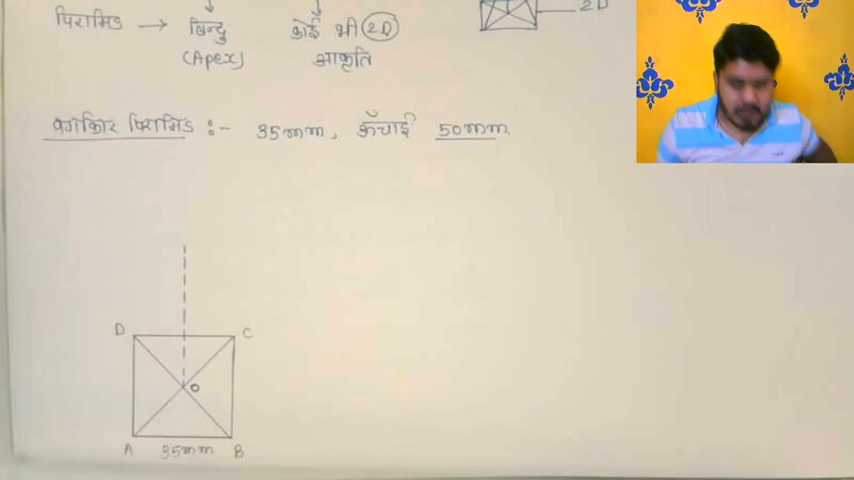 पिरामिड → बिन्दु कोई भी (2D) 2D
(Apex) आकृति
वर्गाकार पिरामिड :- 35mm, ऊँचाई 50mm
D C
O
A 35mm B